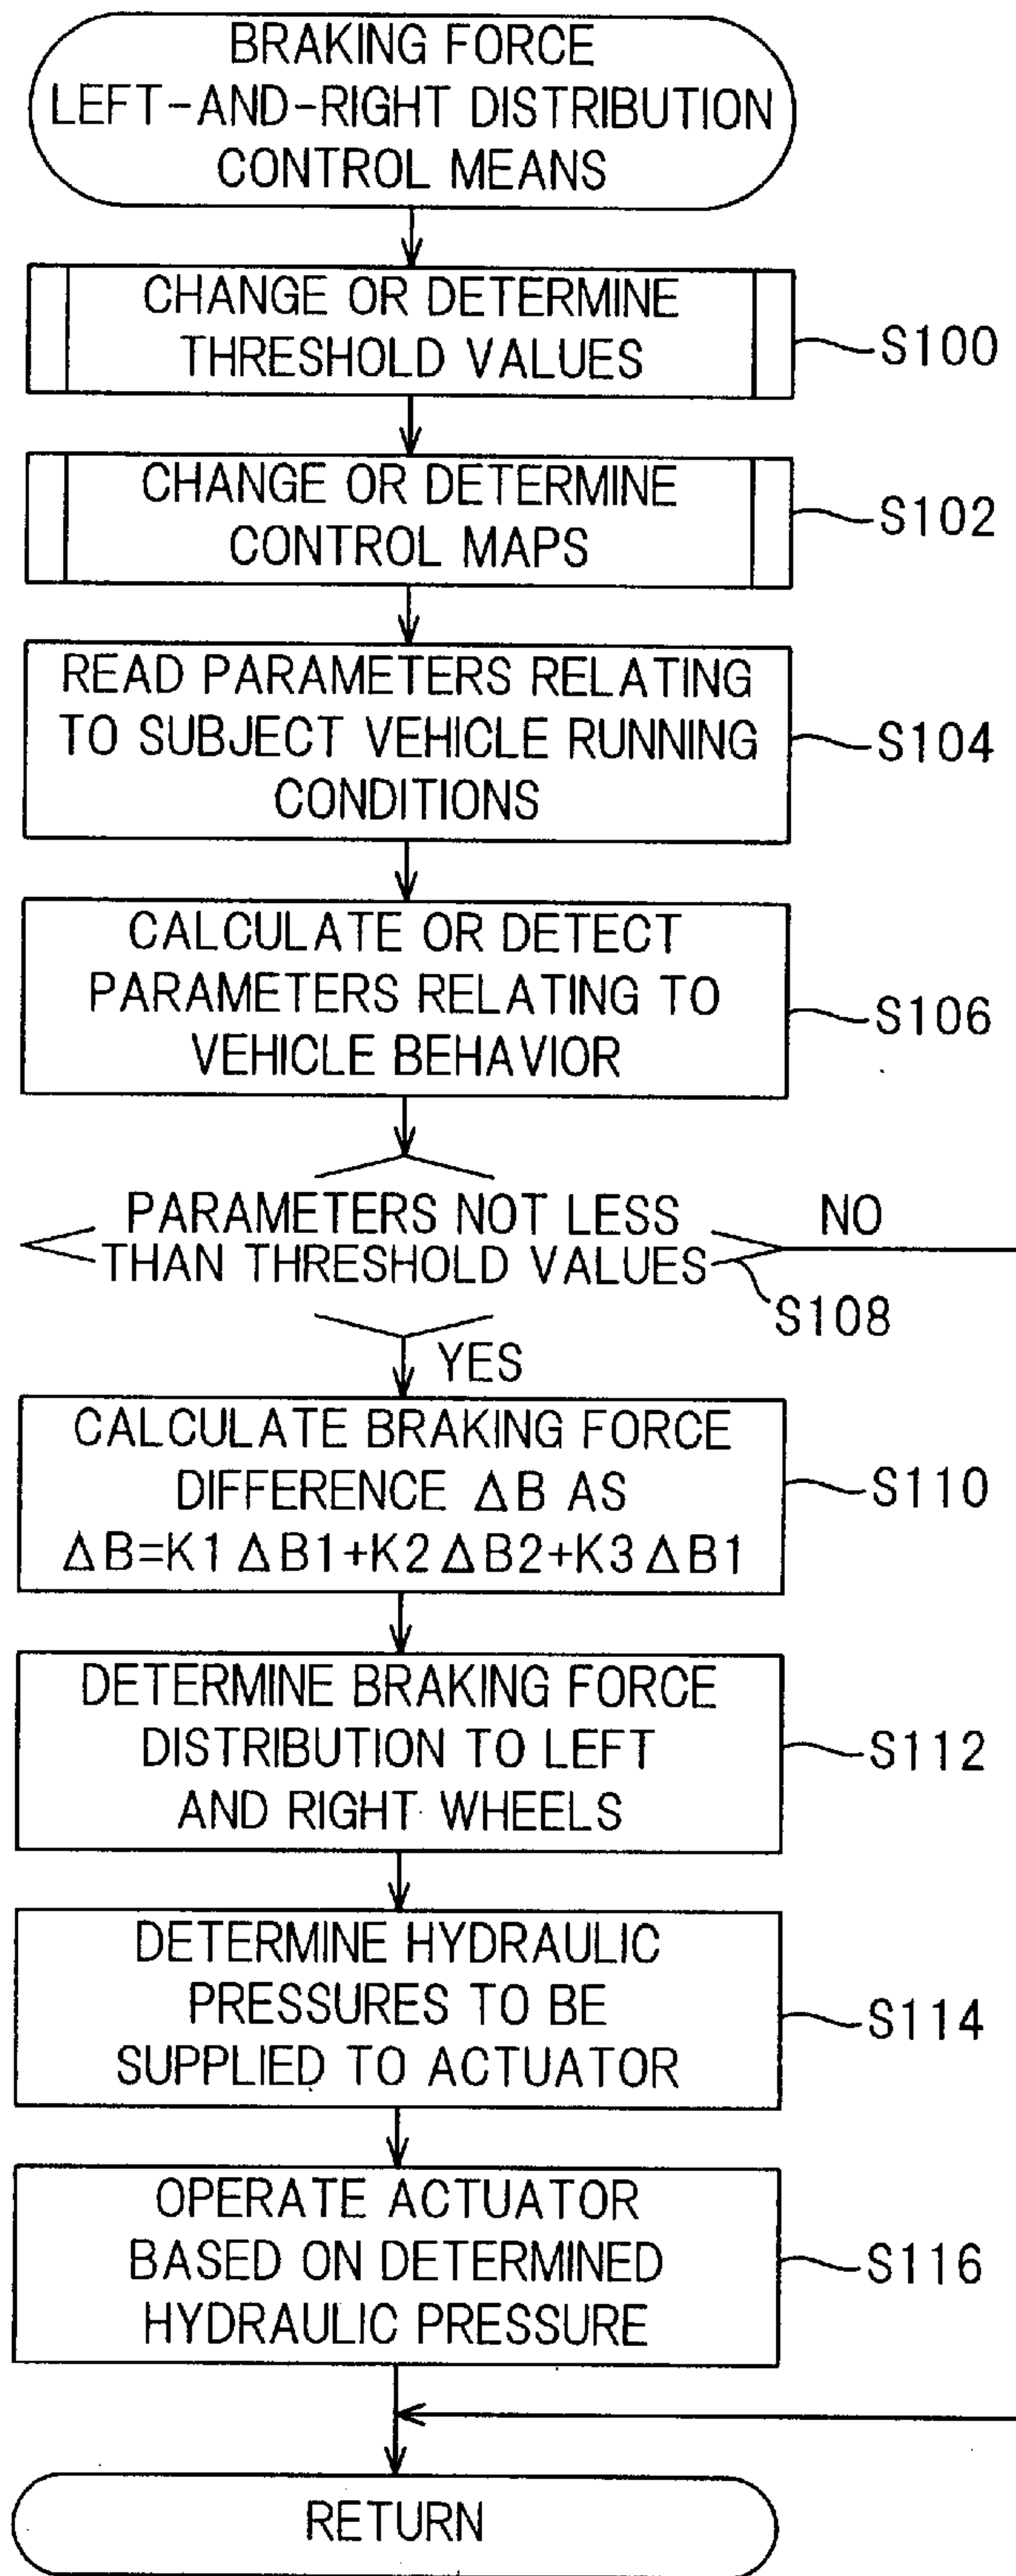 BRAKING FORCE
LEFT-AND-RIGHT DISTRIBUTION
CONTROL MEANS
CHANGE OR DETERMINE
THRESHOLD VALUES
S100
CHANGE OR DETERMINE
CONTROL MAPS
S102
READ PARAMETERS RELATING
TO SUBJECT VEHICLE RUNNING
CONDITIONS
S104
CALCULATE OR DETECT
PARAMETERS RELATING TO
VEHICLE BEHAVIOR
S106
PARAMETERS NOT LESS
THAN THRESHOLD VALUES
NO
S108
YES
CALCULATE BRAKING FORCE
DIFFERENCE ΔB AS
ΔB=K1ΔB1+K2ΔB2+K3ΔB1
S110
DETERMINE BRAKING FORCE
DISTRIBUTION TO LEFT
AND RIGHT WHEELS
S112
DETERMINE HYDRAULIC
PRESSURES TO BE
SUPPLIED TO ACTUATOR
S114
OPERATE ACTUATOR
BASED ON DETERMINED
HYDRAULIC PRESSURE
S116
RETURN